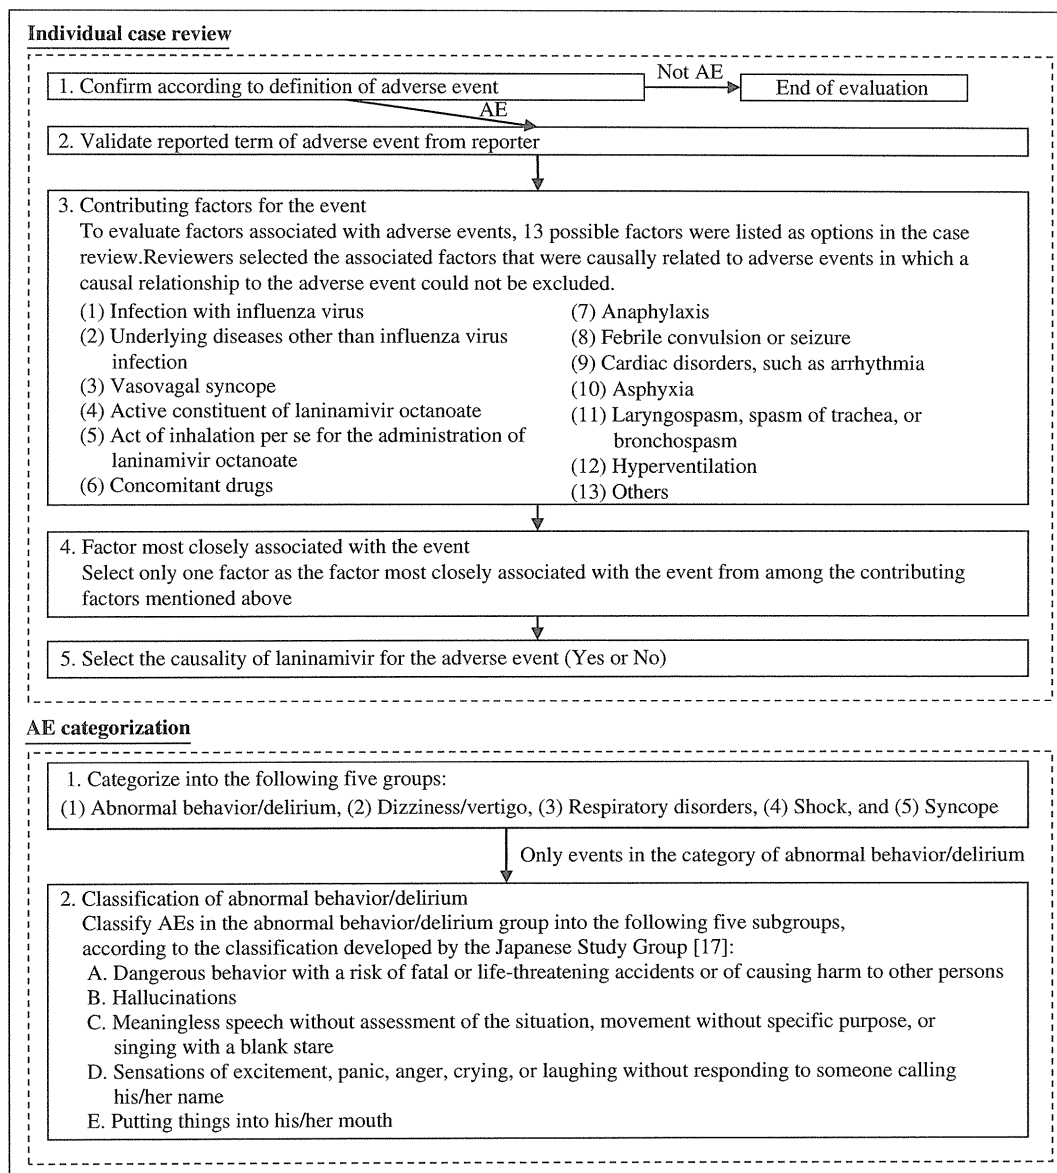 Individual case review
1. Confirm according to definition of adverse event
Not AE
End of evaluation
AE
2. Validate reported term of adverse event from reporter
3. Contributing factors for the event
To evaluate factors associated with adverse events, 13 possible factors were listed as options in the case
review.Reviewers selected the associated factors that were causally related to adverse events in which a
causal relationship to the adverse event could not be excluded.
(1) Infection with influenza virus
(2) Underlying diseases other than influenza virus
infection
(3) Vasovagal syncope
(4) Active constituent of laninamivir octanoate
(5) Act of inhalation per se for the administration of
laninamivir octanoate
(6) Concomitant drugs
(7) Anaphylaxis
(8) Febrile convulsion or seizure
(9) Cardiac disorders, such as arrhythmia
(10) Asphyxia
(11) Laryngospasm, spasm of trachea, or
bronchospasm
(12) Hyperventilation
(13) Others
4. Factor most closely associated with the event
Select only one factor as the factor most closely associated with the event from among the contributing
factors mentioned above
5. Select the causality of laninamivir for the adverse event (Yes or No)
AE categorization
1. Categorize into the following five groups:
(1) Abnormal behavior/delirium, (2) Dizziness/vertigo, (3) Respiratory disorders, (4) Shock, and (5) Syncope
Only events in the category of abnormal behavior/delirium
2. Classification of abnormal behavior/delirium
Classify AEs in the abnormal behavior/delirium group into the following five subgroups,
according to the classification developed by the Japanese Study Group [17]:
A. Dangerous behavior with a risk of fatal or life-threatening accidents or of causing harm to other persons
B. Hallucinations
C. Meaningless speech without assessment of the situation, movement without specific purpose, or
singing with a blank stare
D. Sensations of excitement, panic, anger, crying, or laughing without responding to someone calling
his/her name
E. Putting things into his/her mouth